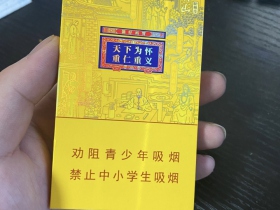 天下为怀
重仁重义
劝阻青少年吸烟
禁止中小学生吸烟